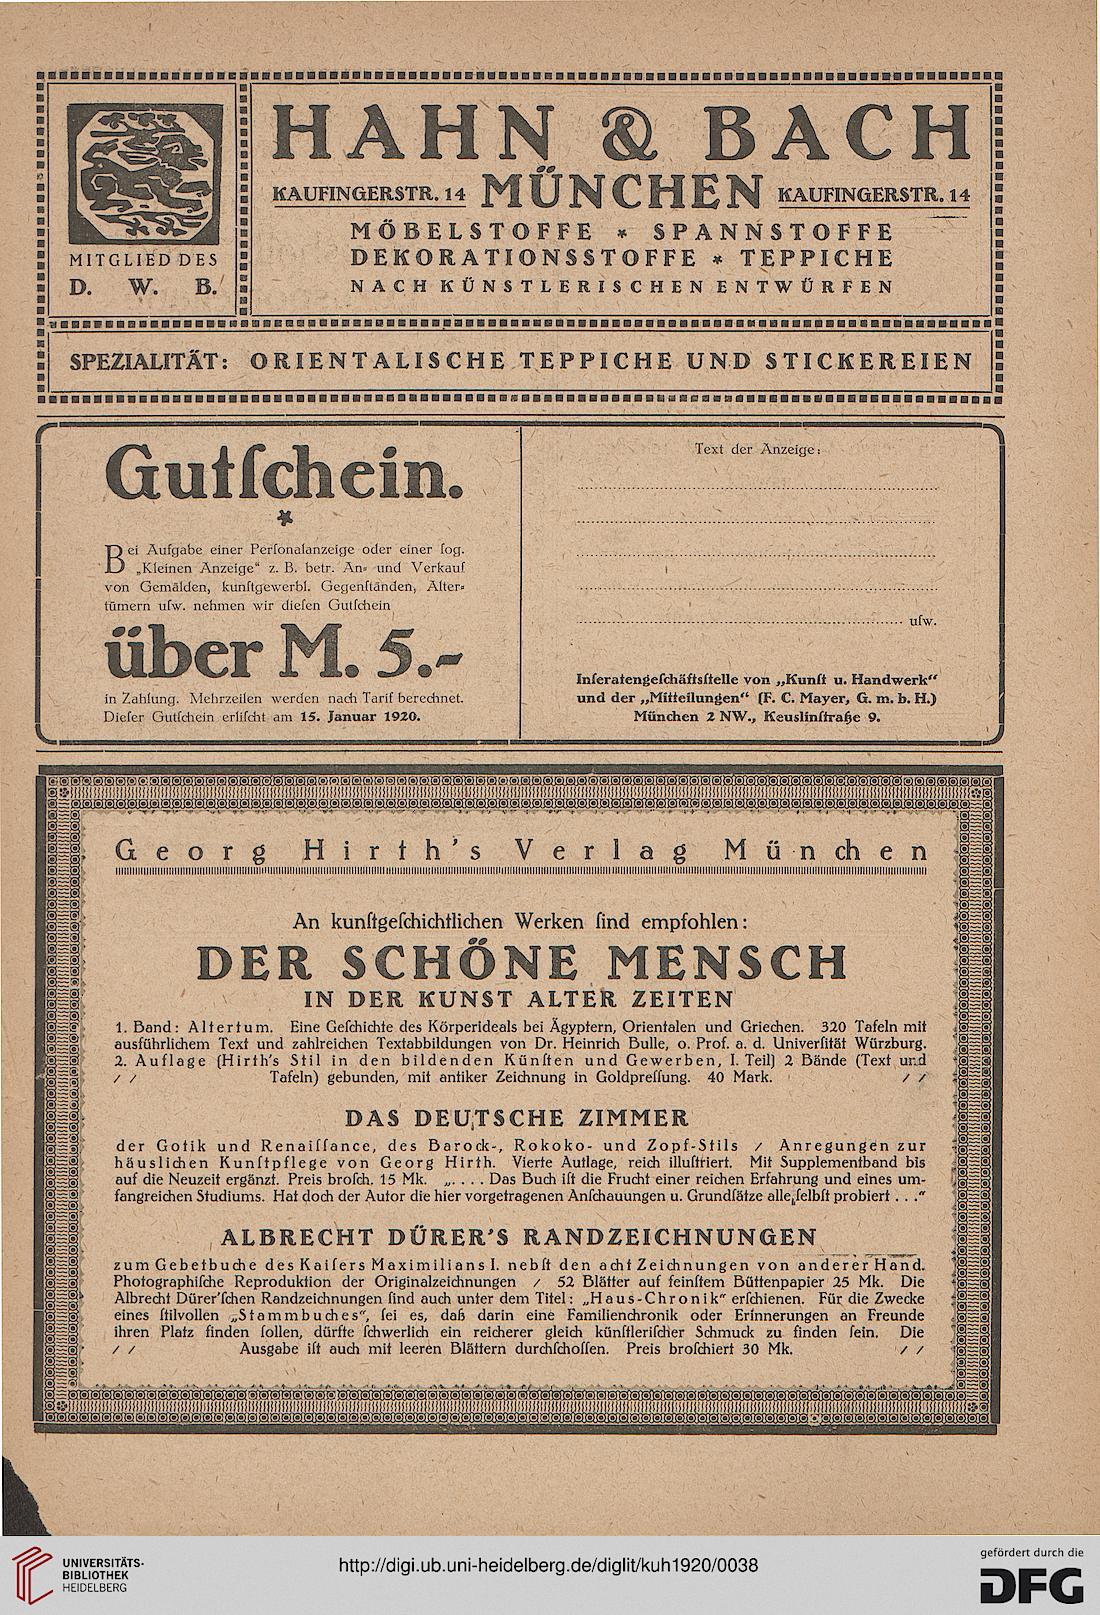 HAHN & BACH
KAUFINGERSTR. 14 MÜNCHEN KAUFINGERSTR. 14
MÖBELSTOFFE * SPANNSTOFFE
DEKORATIONSSTOFFE * TEPPICHE
NACH KÜNSTLERISCHEN ENTWÜRFEN
MITGLIED DES
D. W. B.
SPEZIALITÄT: ORIENTALISCHE TEPPICHE UND STICKEREIEN
Gutſchein.
*
Bei Aufgabe einer Perſonalanzeige oder einer ſog.
„Kleinen Anzeige“ z. B. betr. An- und Verkauf
von Gemälden, kunſtgewerbl. Gegenſtänden, Alter-
tümern uſw. nehmen wir dieſen Gutſchein
über M. 5.-
in Zahlung. Mehrzeilen werden nach Tarif berechnet.
Dieſer Gutſchein erliſcht am 15. Januar 1920.
Text der Anzeige:
uſw.
Inſeratengeſchäftsſtelle von „Kunſt u. Handwerk“
und der „Mitteilungen“ (F. C. Mayer, G. m. b. H.)
München 2 NW., Keuslinſtraße 9.
Georg Hirth's Verlag München
An kunſtgeſchichtlichen Werken ſind empfohlen:
DER SCHÖNE MENSCH
IN DER KUNST ALTER ZEITEN
1. Band: Altertum. Eine Geſchichte des Körperideals bei Ägyptern, Orientalen und Griechen. 320 Tafeln mit
ausführlichem Text und zahlreichen Textabbildungen von Dr. Heinrich Bulle, o. Prof. a. d. Univerſität Würzburg.
2. Auflage (Hirth's Stil in den bildenden Künſten und Gewerben, I. Teil) 2 Bände (Text und
/ / Tafeln) gebunden, mit antiker Zeichnung in Goldpreſſung. 40 Mark. / /
DAS DEUTSCHE ZIMMER
der Gotik und Renaiſſance, des Barock-, Rokoko- und Zopf-Stils / Anregungen zur
häuslichen Kunſtpflege von Georg Hirth. Vierte Auflage, reich illuſtriert. Mit Supplementband bis
auf die Neuzeit ergänzt. Preis broſch. 15 Mk. „. . . . Das Buch iſt die Frucht einer reichen Erfahrung und eines um-
fangreichen Studiums. Hat doch der Autor die hier vorgetragenen Anſchauungen u. Grundſätze alle ſelbſt probiert . . .“
ALBRECHT DÜRER'S RANDZEICHNUNGEN
zum Gebetbuche des Kaiſers Maximilians I. nebſt den acht Zeichnungen von anderer Hand.
Photographiſche Reproduktion der Originalzeichnungen / 52 Blätter auf feinſtem Büttenpapier 25 Mk. Die
Albrecht Dürer'ſchen Randzeichnungen ſind auch unter dem Titel: „Haus-Chronik“ erſchienen. Für die Zwecke
eines ſtilvollen „Stammbuches“, ſei es, daß darin eine Familienchronik oder Erinnerungen an Freunde
ihren Platz finden ſollen, dürfte ſchwerlich ein reicherer gleich künſtleriſcher Schmuck zu finden ſein. Die
/ / Ausgabe iſt auch mit leeren Blättern durchſchoſſen. Preis broſchiert 30 Mk. / /
UNIVERSITÄTS-
BIBLIOTHEK
HEIDELBERG
http://digi.ub.uni-heidelberg.de/diglit/kuh1920/0038
gefördert durch die
DFG